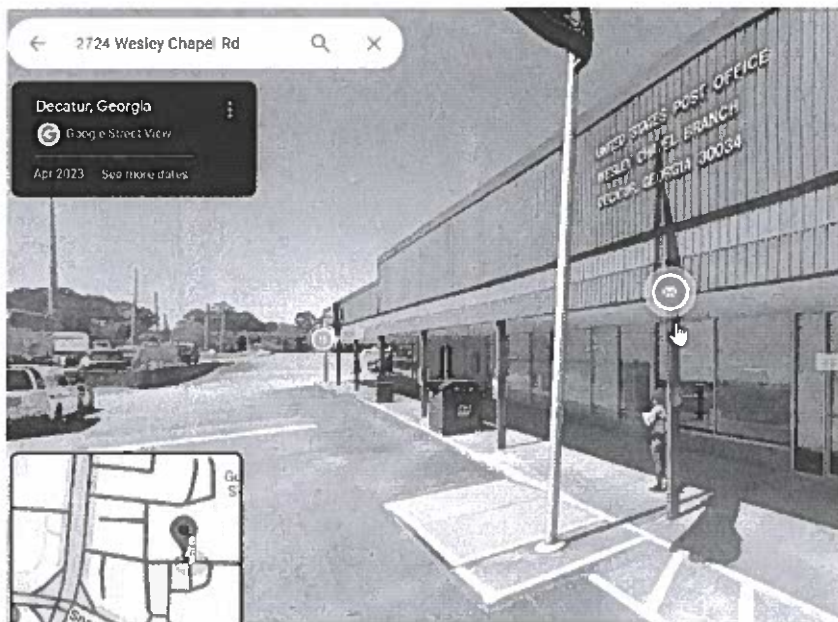 2724 Wesley Chapel Rd
Decatur, Georgia
Google Street View
Apr 2023 See more dates
UNITED STATES POST OFFICE
WESLEY CHAPEL BRANCH
DECATUR, GEORGIA 30034